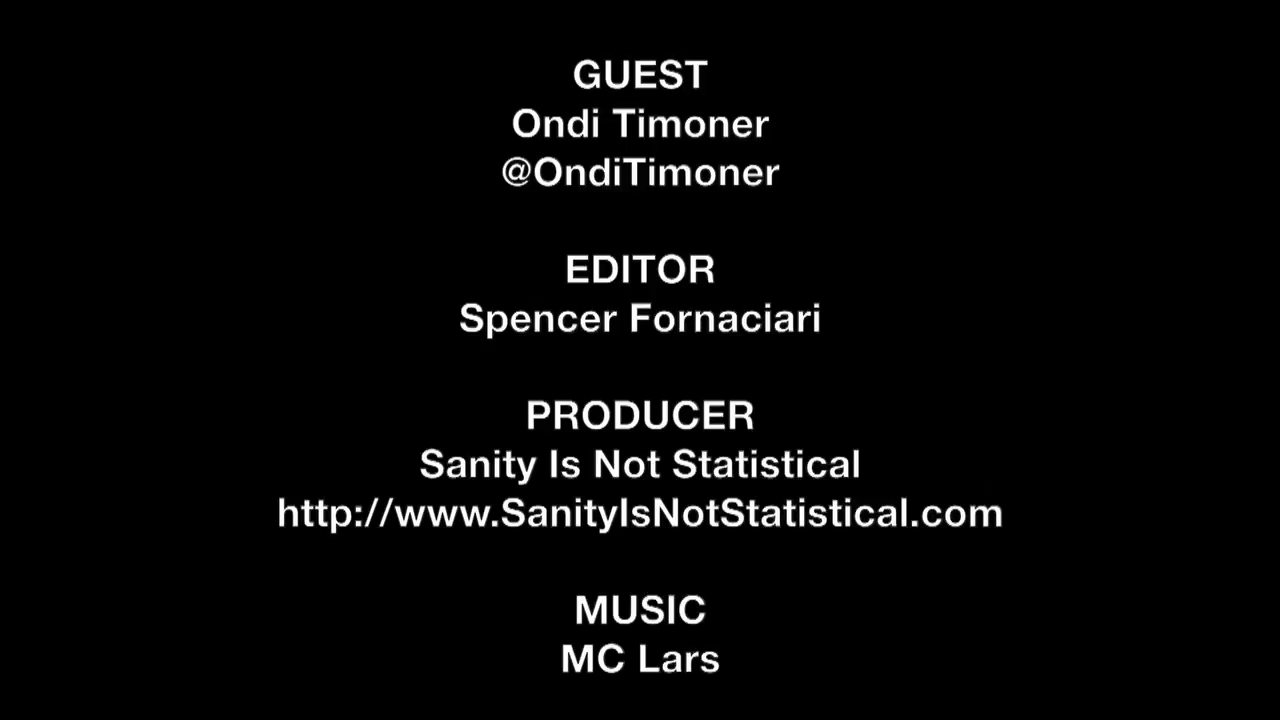 GUEST
Ondi Timoner
@OndiTimoner
EDITOR
Spencer Fornaciari
PRODUCER
Sanity Is Not Statistical
http://www.SanityIsNotStatistical.com
MUSIC
MC Lars